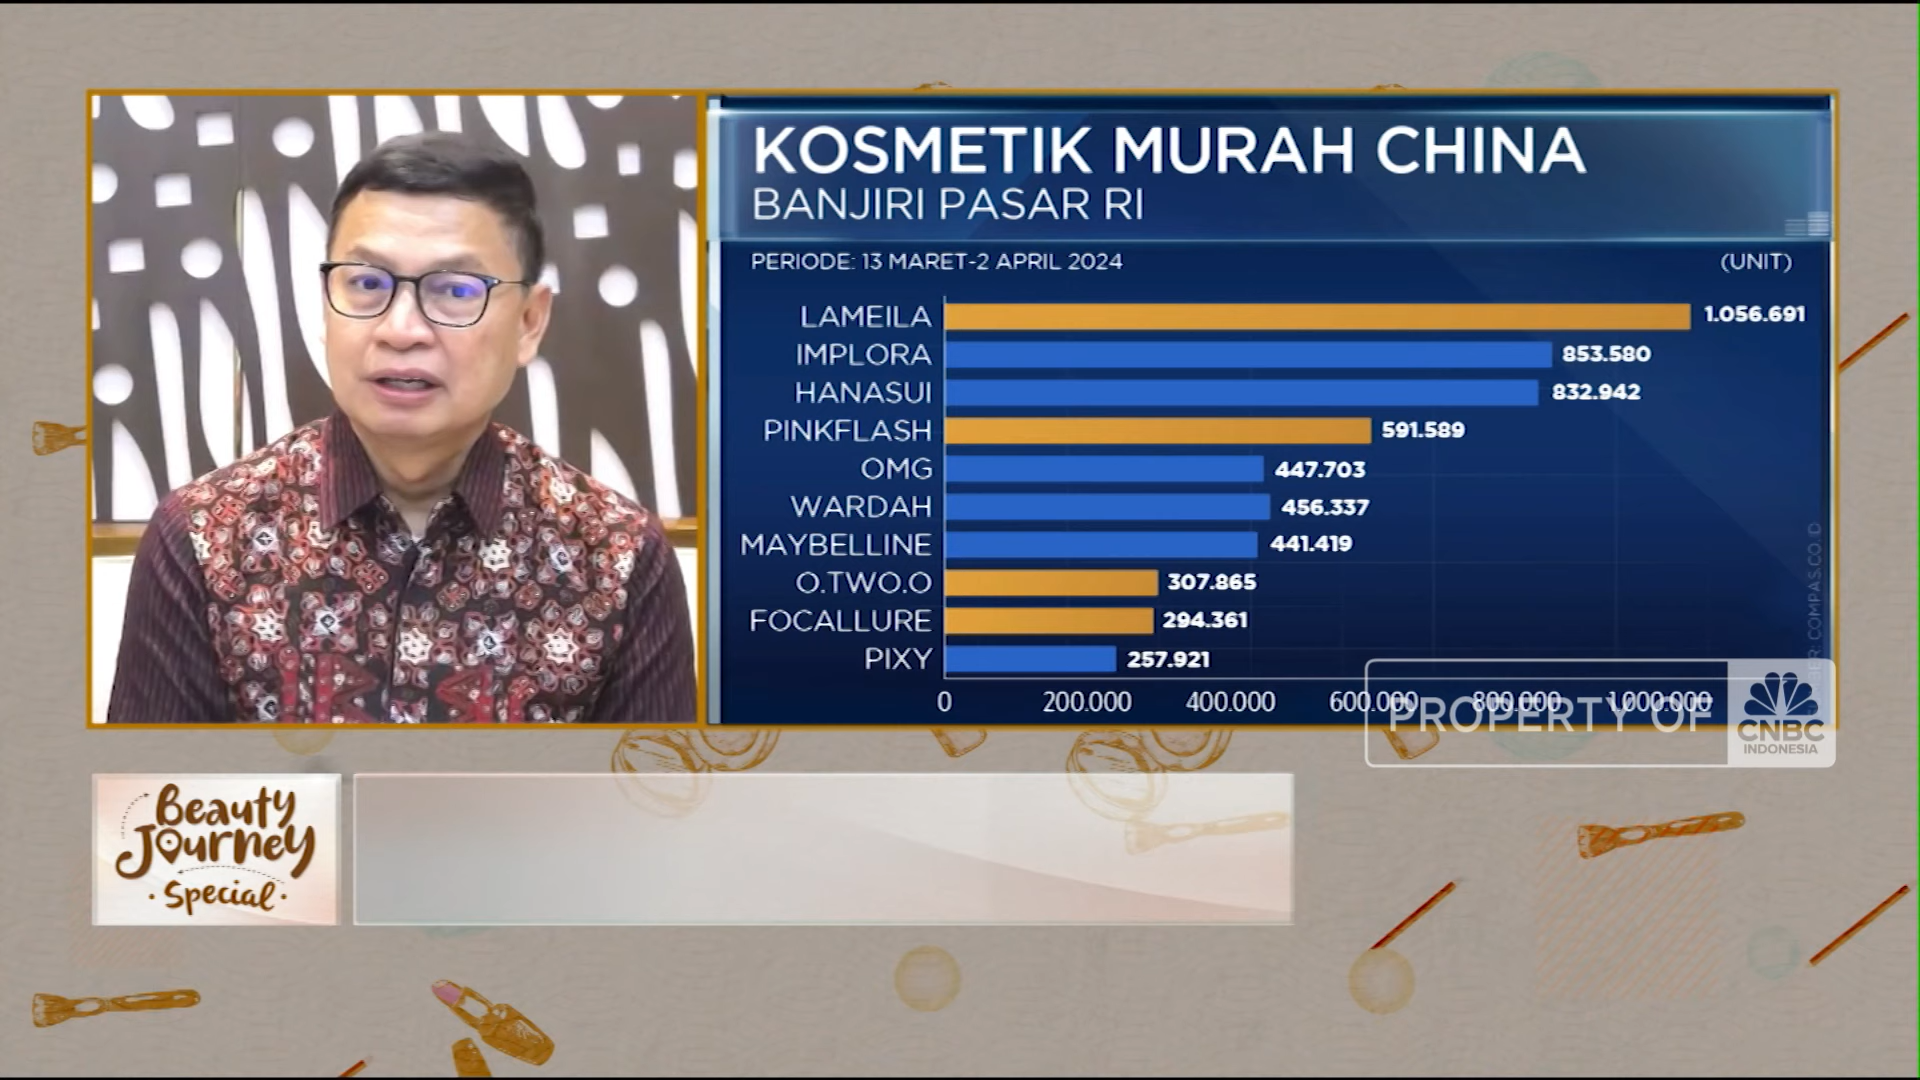 KOSMETIK MURAH CHINA
BANJIRI PASAR RI
PERIODE: 13 MARET-2 APRIL 2024
(UNIT)
LAMEILA 1.056.691
IMPLORA 853.580
HANASUI 832.942
PINKFLASH 591.589
OMG 447.703
WARDAH 456.337
MAYBELLINE 441.419
O.TWO.O 307.865
FOCALLURE 294.361
PIXY 257.921
0 200.000 400.000 600.000 800.000 1.000.000
COMPAS.CO.ID
PROPERTY OF
CNBC
INDONESIA
Beauty
Journey
• Special •